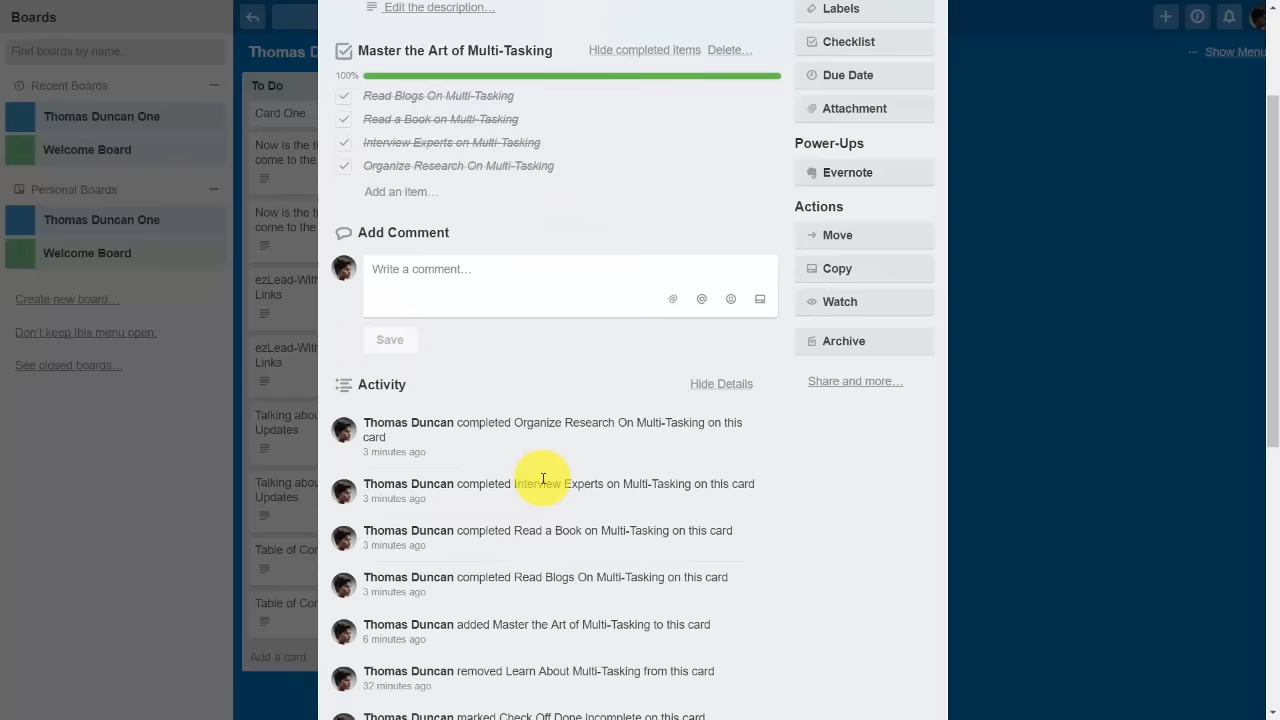 Boards
Find boards by name…
Recent Boards
Thomas Duncan One
Welcome Board
Personal Boards
Thomas Duncan One
Welcome Board
Create new board…
Don't keep this menu open.
See closed boards…
Thomas D
To Do
Card One
Now is the ti
come to the
Now is the ti
come to the
ezLead-With
Links
ezLead-With
Links
Talking abou
Updates
Talking abou
Updates
Table of Con
Table of Con
Add a card
Edit the description…
Master the Art of Multi-Tasking
Hide completed items
Delete…
100%
Read Blogs On Multi-Tasking
Read a Book on Multi-Tasking
Interview Experts on Multi-Tasking
Organize Research On Multi-Tasking
Add an item…
Add Comment
Write a comment…
Save
Activity
Hide Details
Thomas Duncan completed Organize Research On Multi-Tasking on this
card
3 minutes ago
Thomas Duncan completed Interview Experts on Multi-Tasking on this card
3 minutes ago
Thomas Duncan completed Read a Book on Multi-Tasking on this card
3 minutes ago
Thomas Duncan completed Read Blogs On Multi-Tasking on this card
3 minutes ago
Thomas Duncan added Master the Art of Multi-Tasking to this card
6 minutes ago
Thomas Duncan removed Learn About Multi-Tasking from this card
32 minutes ago
Thomas Duncan marked Check Off Done incomplete on this card
Labels
Checklist
Due Date
Attachment
Power-Ups
Evernote
Actions
Move
Copy
Watch
Archive
Share and more…
… Show Menu